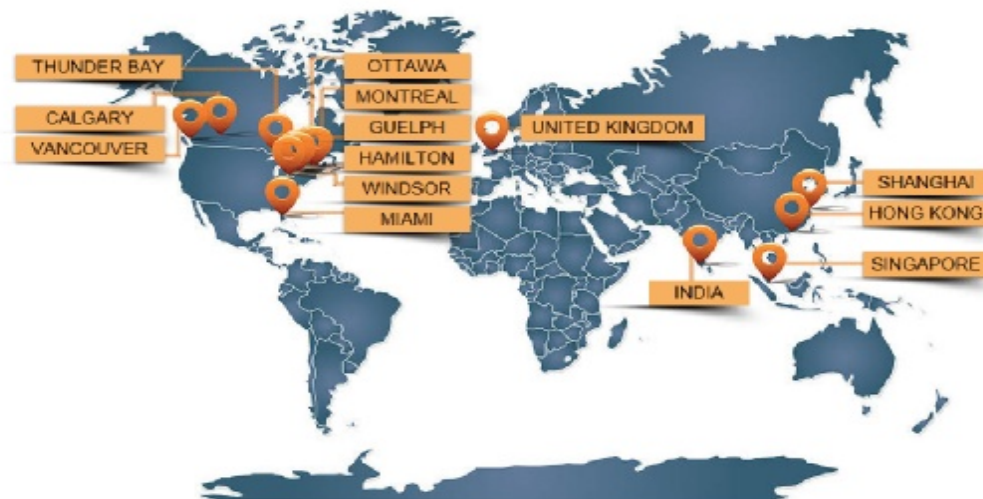 THUNDER BAY
CALGARY
VANCOUVER
OTTAWA
MONTREAL
GUELPH
HAMILTON
WINDSOR
MIAMI
UNITED KINGDOM
SHANGHAI
HONG KONG
SINGAPORE
INDIA